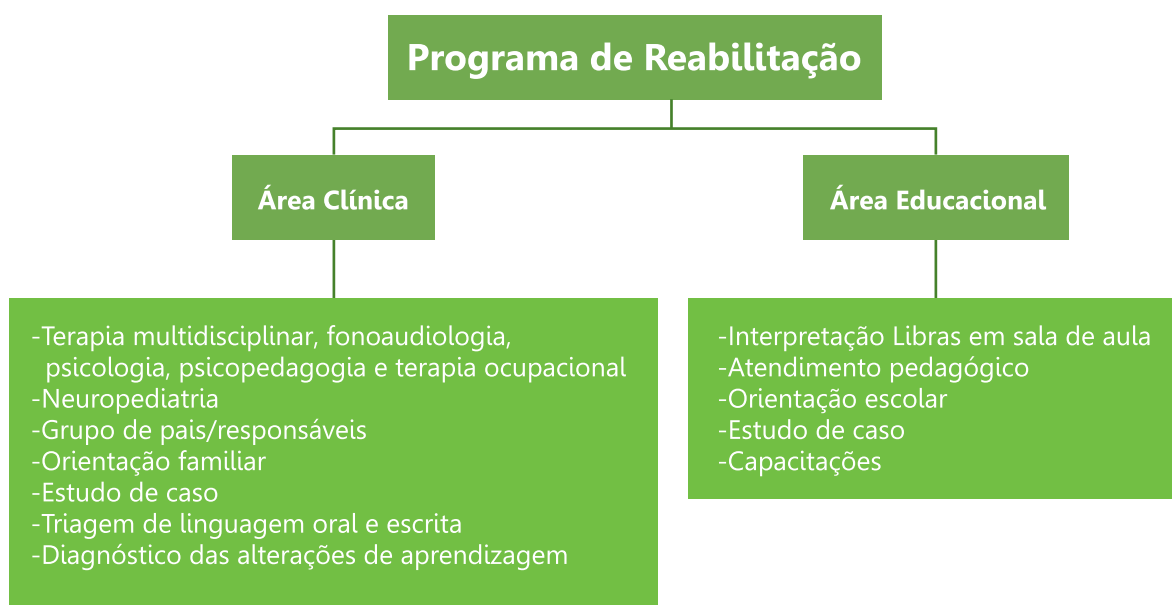 Programa de Reabilitação
Área Clínica
Área Educacional
-Terapia multidisciplinar, fonoaudiologia,
psicologia, psicopedagogia e terapia ocupacional
-Neuropediatria
-Grupo de pais/responsáveis
-Orientação familiar
-Estudo de caso
-Triagem de linguagem oral e escrita
-Diagnóstico das alterações de aprendizagem
-Interpretação Libras em sala de aula
-Atendimento pedagógico
-Orientação escolar
-Estudo de caso
-Capacitações